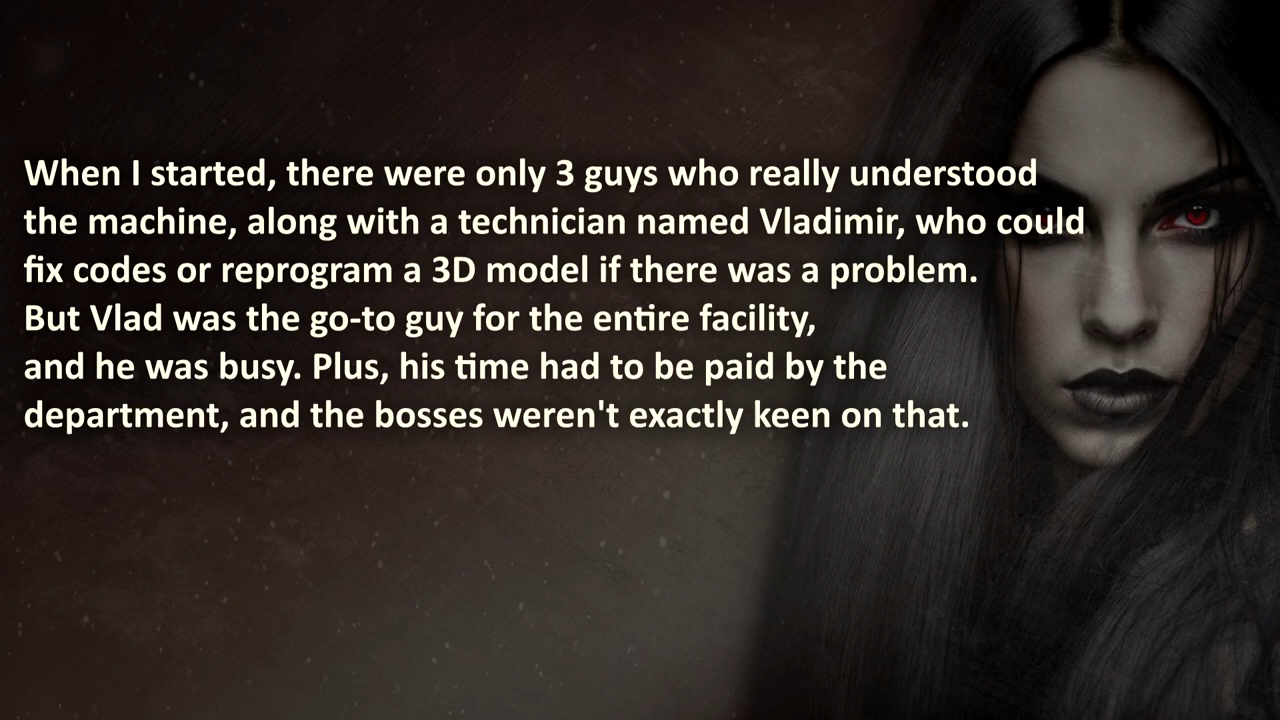 When I started, there were only 3 guys who really understood
the machine, along with a technician named Vladimir, who could
fix codes or reprogram a 3D model if there was a problem.
But Vlad was the go-to guy for the entire facility,
and he was busy. Plus, his time had to be paid by the
department, and the bosses weren't exactly keen on that.